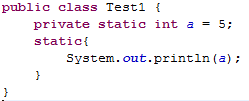 public class Test1 {
    private static int a = 5;
    static{
        System.out.println(a);
    }
}